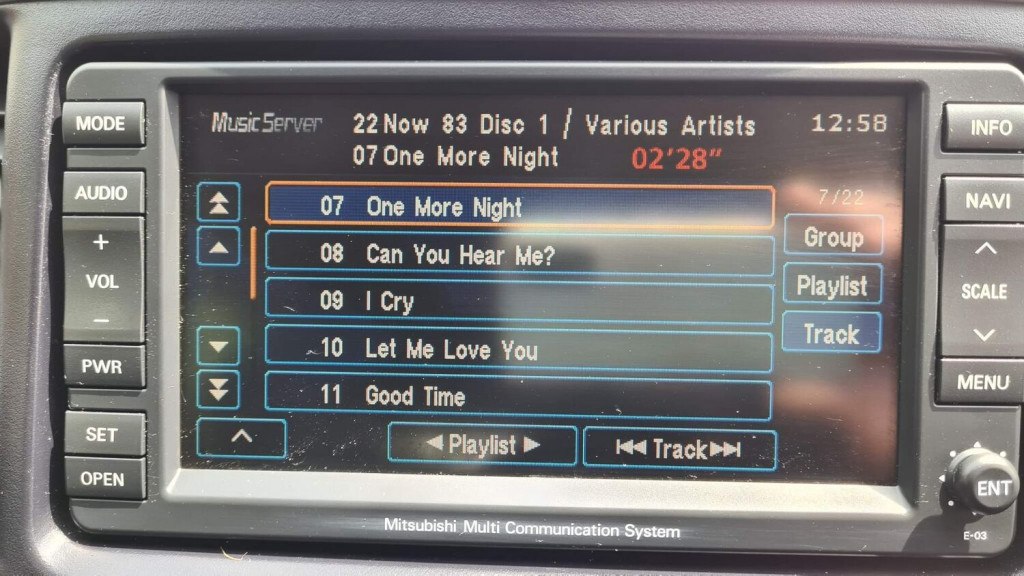 MODE
AUDIO
+
VOL
−
PWR
SET
OPEN
Music Server
22 Now 83 Disc 1 / Various Artists
12:58
07 One More Night
02'28"
07 One More Night
08 Can You Hear Me?
09 I Cry
10 Let Me Love You
11 Good Time
7/22
Group
Playlist
Track
◀ Playlist ▶
⏮ Track ⏭
INFO
NAVI
SCALE
MENU
ENT
E-03
Mitsubishi Multi Communication System